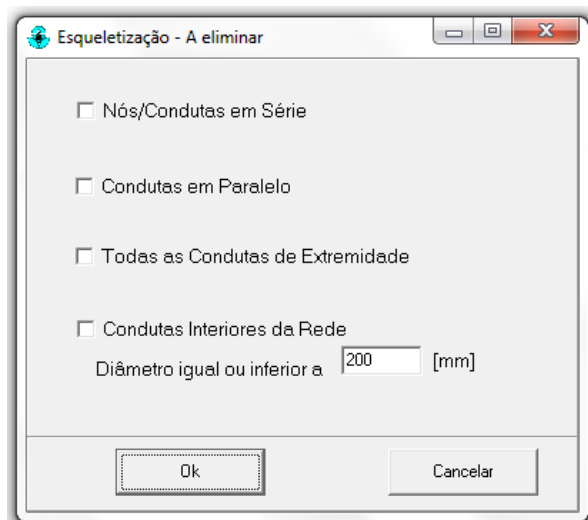 Esqueletização - A eliminar
Nós/Condutas em Série
Condutas em Paralelo
Todas as Condutas de Extremidade
Condutas Interiores da Rede
Diâmetro igual ou inferior a 200 [mm]
Ok Cancelar